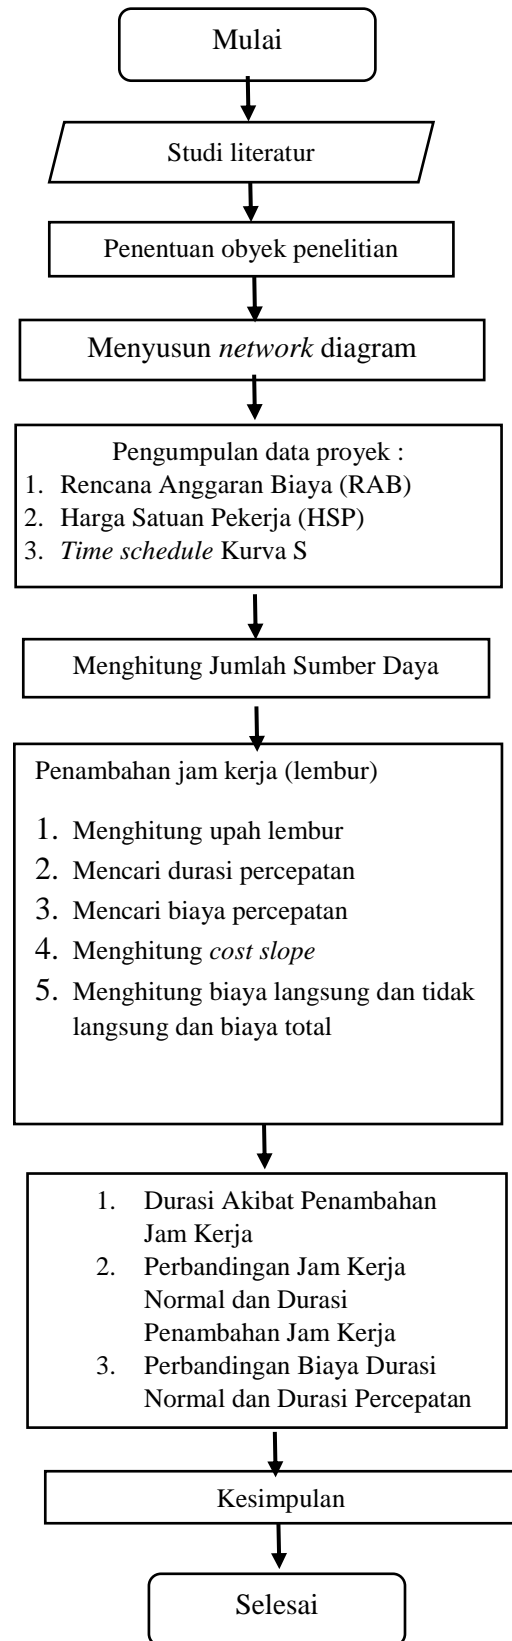 Mulai
Studi literatur
Penentuan obyek penelitian
Menyusun network diagram
Pengumpulan data proyek :
1. Rencana Anggaran Biaya (RAB)
2. Harga Satuan Pekerja (HSP)
3. Time schedule Kurva S
Menghitung Jumlah Sumber Daya
Penambahan jam kerja (lembur)
1. Menghitung upah lembur
2. Mencari durasi percepatan
3. Mencari biaya percepatan
4. Menghitung cost slope
5. Menghitung biaya langsung dan tidak
langsung dan biaya total
1. Durasi Akibat Penambahan
Jam Kerja
2. Perbandingan Jam Kerja
Normal dan Durasi
Penambahan Jam Kerja
3. Perbandingan Biaya Durasi
Normal dan Durasi Percepatan
Kesimpulan
Selesai